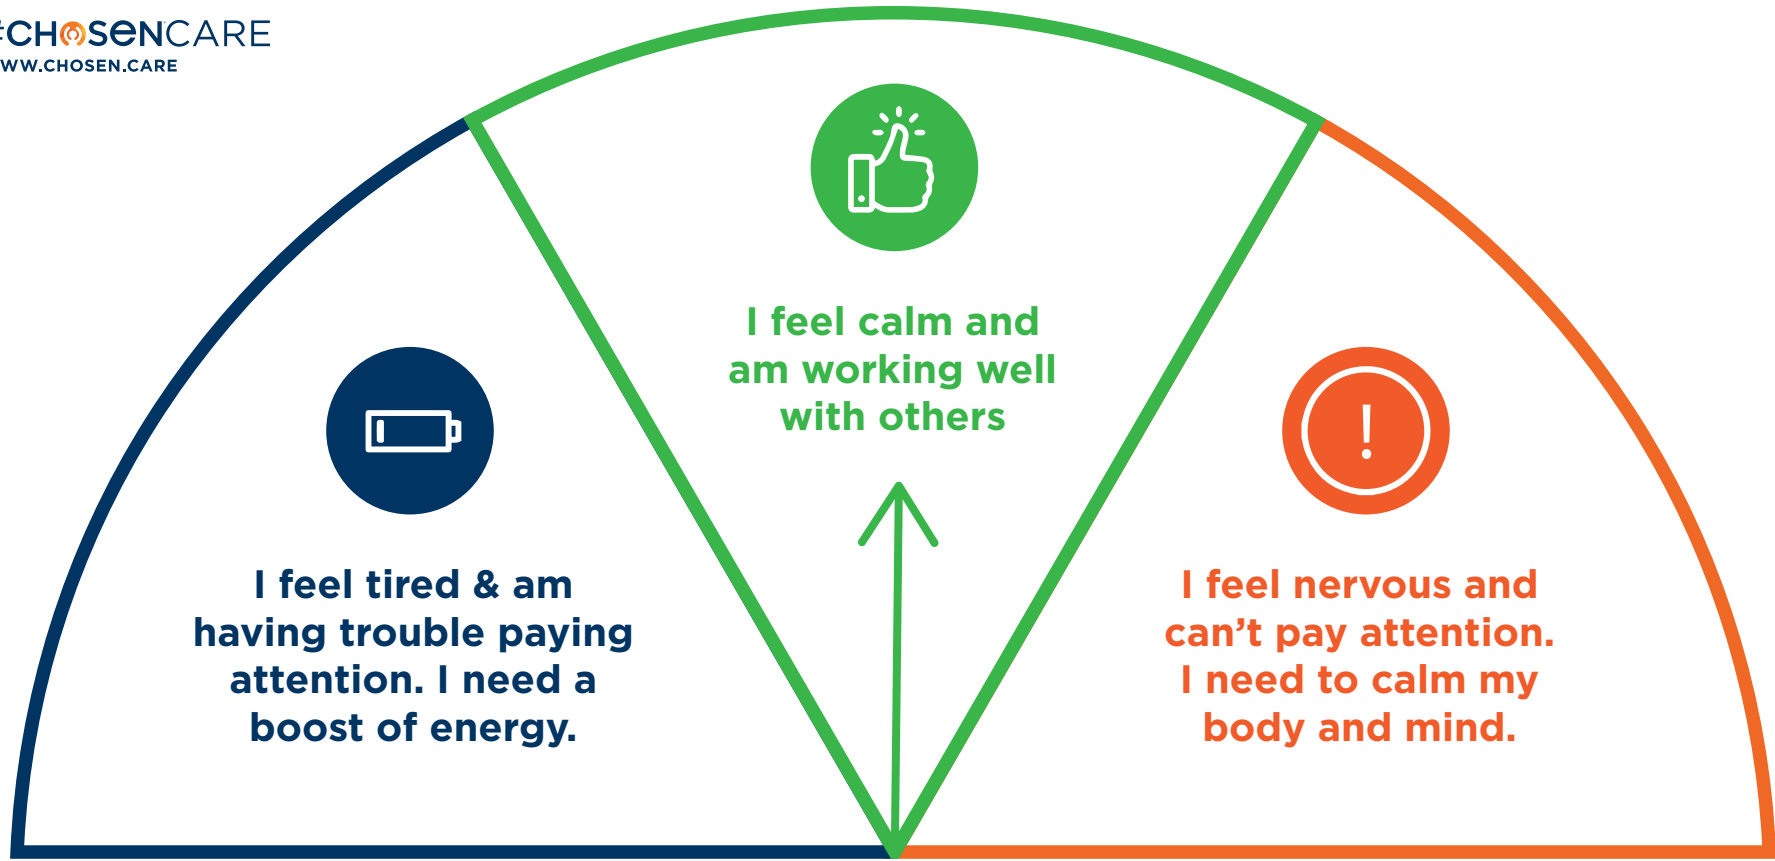 #CHOSENCARE
WWW.CHOSEN.CARE
I feel calm and
am working well
with others
I feel tired & am
having trouble paying
attention. I need a
boost of energy.
!
I feel nervous and
can’t pay attention.
I need to calm my
body and mind.